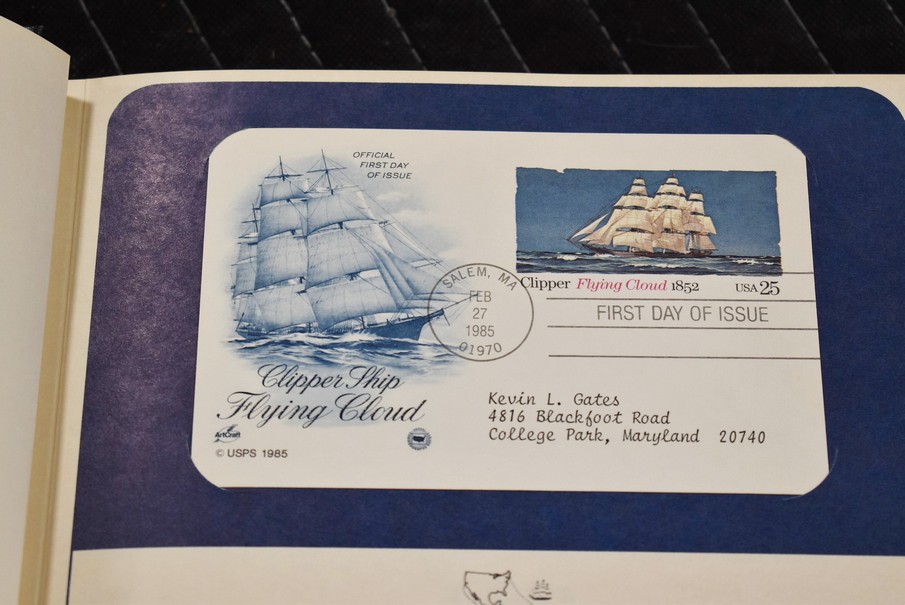 OFFICIAL
FIRST DAY
OF ISSUE
Clipper Flying Cloud 1852 USA 25
SALEM, MA
FEB
27
1985
01970
FIRST DAY OF ISSUE
Clipper Ship
Flying Cloud
ArtCraft
© USPS 1985
Kevin L. Gates
4816 Blackfoot Road
College Park, Maryland 20740